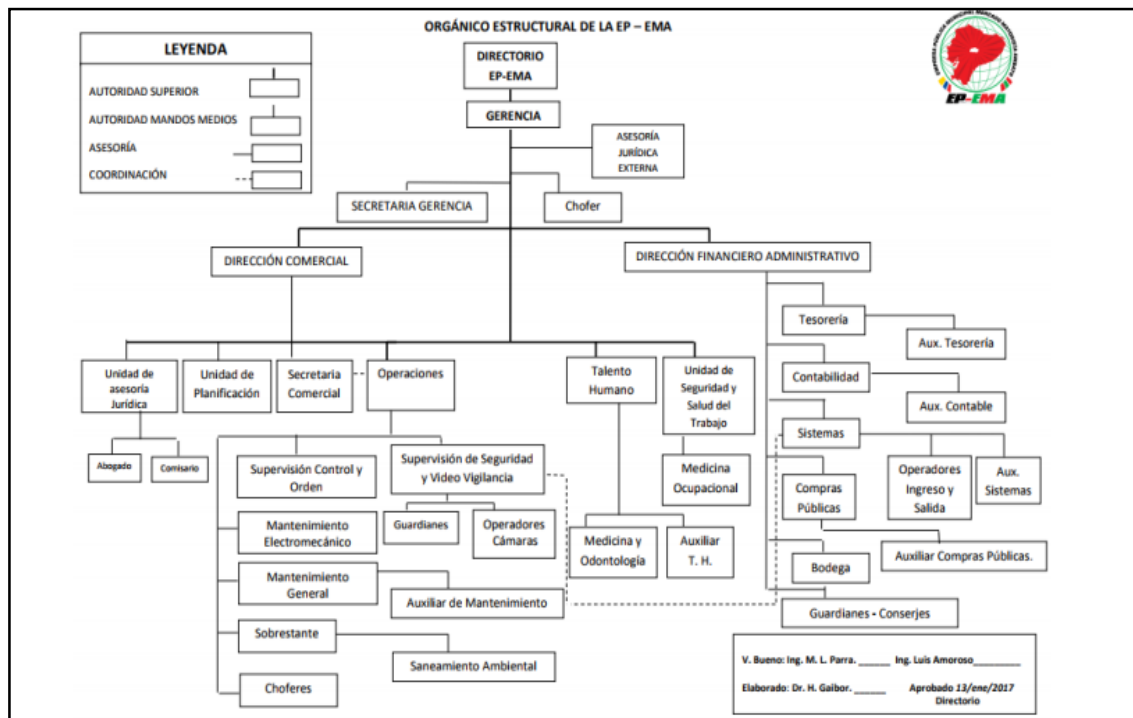 ORGÁNICO ESTRUCTURAL DE LA EP – EMA
LEYENDA
AUTORIDAD SUPERIOR
AUTORIDAD MANDOS MEDIOS
ASESORÍA
COORDINACIÓN
DIRECTORIO
EP-EMA
GERENCIA
EP-EMA
ASESORÍA
JURÍDICA
EXTERNA
SECRETARIA GERENCIA
Chofer
DIRECCIÓN COMERCIAL
DIRECCIÓN FINANCIERO ADMINISTRATIVO
Unidad de
asesoría
Jurídica
Unidad de
Planificación
Secretaria
Comercial
Operaciones
Talento
Humano
Unidad de
Seguridad y
Salud del
Trabajo
Tesorería
Aux. Tesorería
Contabilidad
Aux. Contable
Sistemas
Operadores
Ingreso y
Salida
Aux.
Sistemas
Compras
Públicas
Auxiliar Compras Públicas.
Bodega
Guardianes - Conserjes
Abogado
Comisario
Supervisión Control y
Orden
Supervisión de Seguridad
y Video Vigilancia
Medicina
Ocupacional
Mantenimiento
Electromecánico
Guardianes
Operadores
Cámaras
Medicina y
Odontología
Auxiliar
T. H.
Mantenimiento
General
Auxiliar de Mantenimiento
Sobrestante
Saneamiento Ambiental
Choferes
V. Bueno: Ing. M. L. Parra. ______ Ing. Luis Amoroso_________
Elaborado: Dr. H. Gaibor. ______ Aprobado 13/ene/2017
Directorio